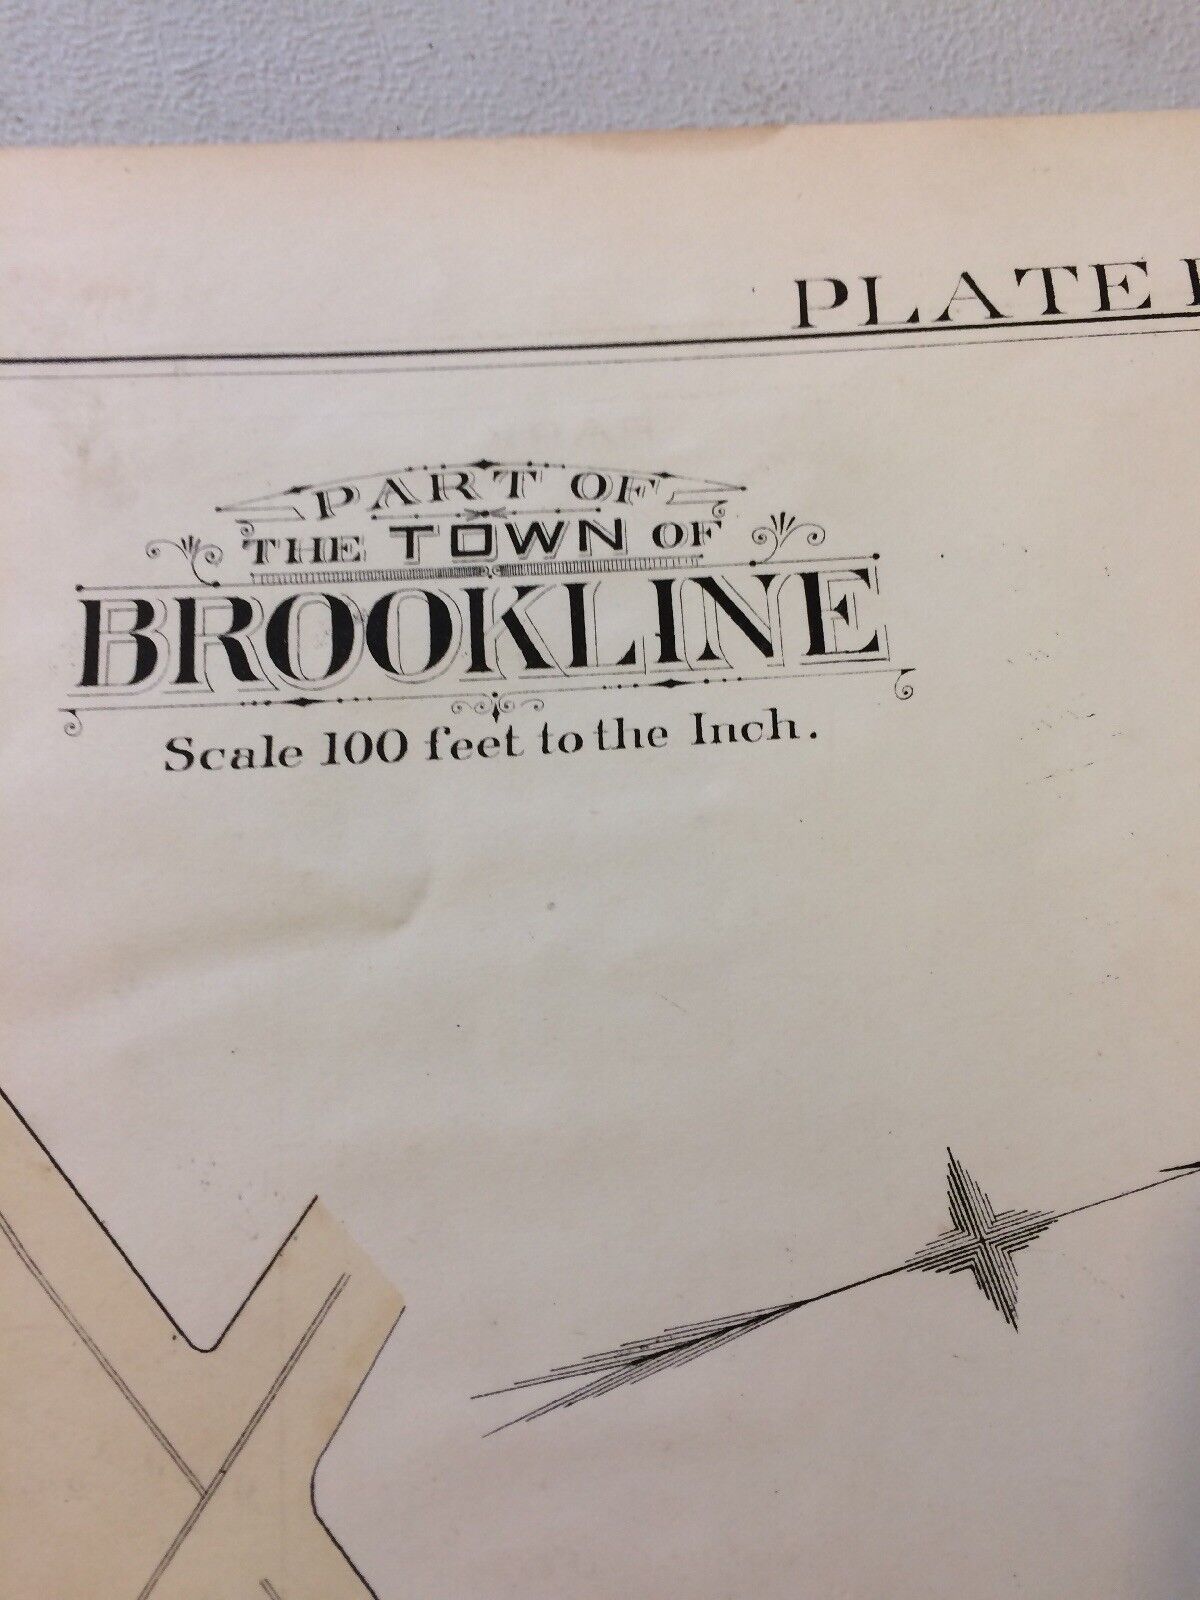 PLATE
PART OF
THE TOWN OF
BROOKLINE
Scale 100 feet to the Inch.